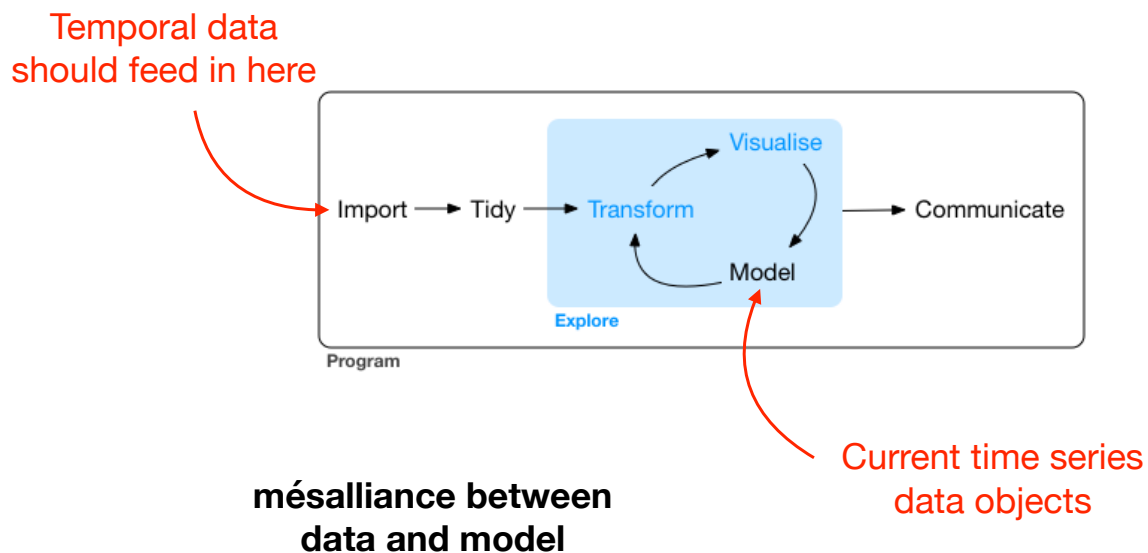 Temporal data
should feed in here
Visualise
Import
Tidy
Transform
Communicate
Model
Explore
Program
Current time series
data objects
mésalliance between
data and model